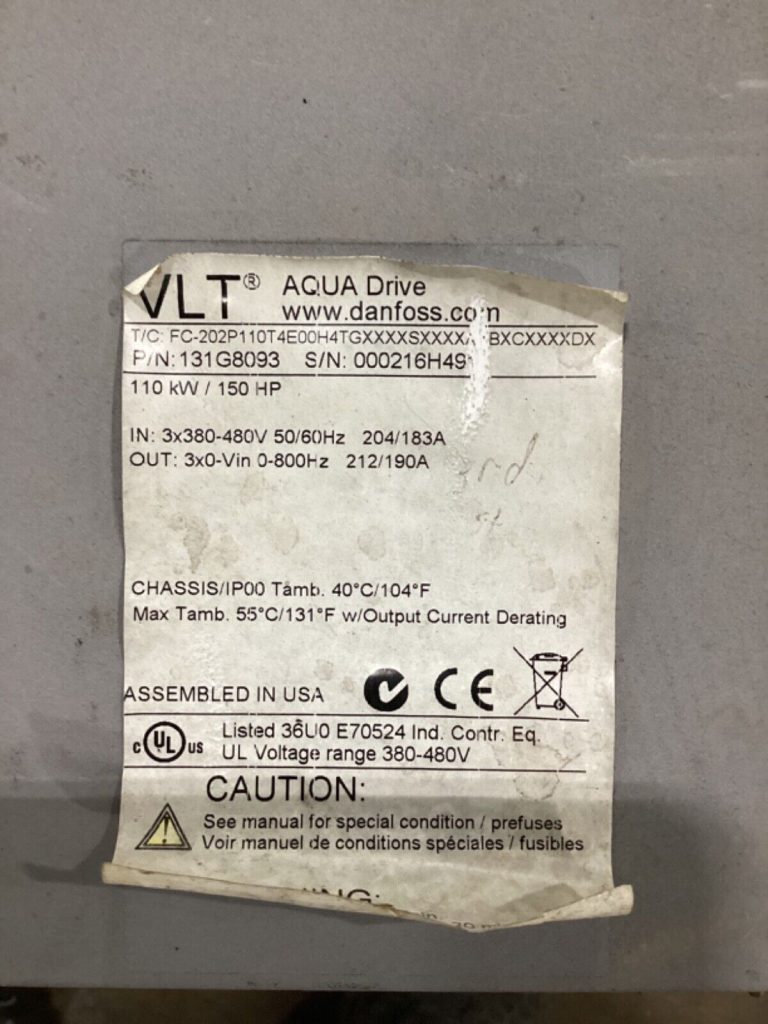 VLT® AQUA Drive
www.danfoss.com
T/C: FC-202P110T4E00H4TGXXXXSXXXXA BXCXXXXDX
P/N: 131G8093 S/N: 000216H49
110 kW / 150 HP
IN: 3x380-480V 50/60Hz 204/183A
OUT: 3x0-Vin 0-800Hz 212/190A
CHASSIS/IP00 Tamb. 40°C/104°F
Max Tamb. 55°C/131°F w/Output Current Derating
ASSEMBLED IN USA CE
c UL us Listed 36U0 E70524 Ind. Contr. Eq.
UL Voltage range 380-480V
CAUTION:
See manual for special condition / prefuses
Voir manuel de conditions spéciales / fusibles